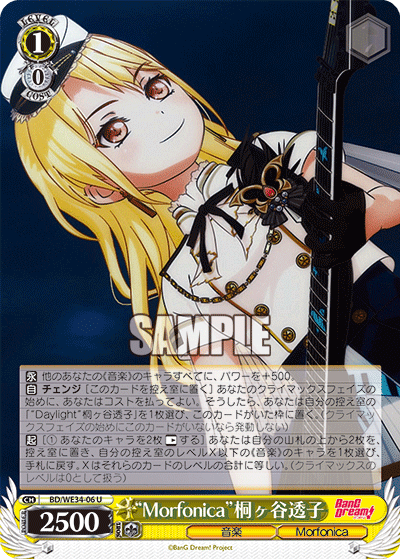 LEVEL
1
0
COST
SAMPLE
永 他のあなたの《音楽》のキャラすべてに、パワーを+500。
自 チェンジ [このカードを控え室に置く] あなたのクライマックスフェイズの
始めに、あなたはコストを払ってよい。そうしたら、あなたは自分の控え室の
「“Daylight”桐ヶ谷透子」を1枚選び、このカードがいた枠に置く。(クライマッ
クスフェイズの始めにこのカードがいないなら発動しない)
起 [① あなたのキャラを2枚レストする] あなたは自分の山札の上から2枚を、
控え室に置き、自分の控え室のレベルX以下の《音楽》のキャラを1枚選び、
手札に戻す。Xはそれらのカードのレベルの合計に等しい。(クライマックスの
レベルは0として扱う)
CH
BD/WE34-06 U
2500
“Morfonica”桐ヶ谷透子
BanG Dream!
音楽
Morfonica
©BanG Dream! Project